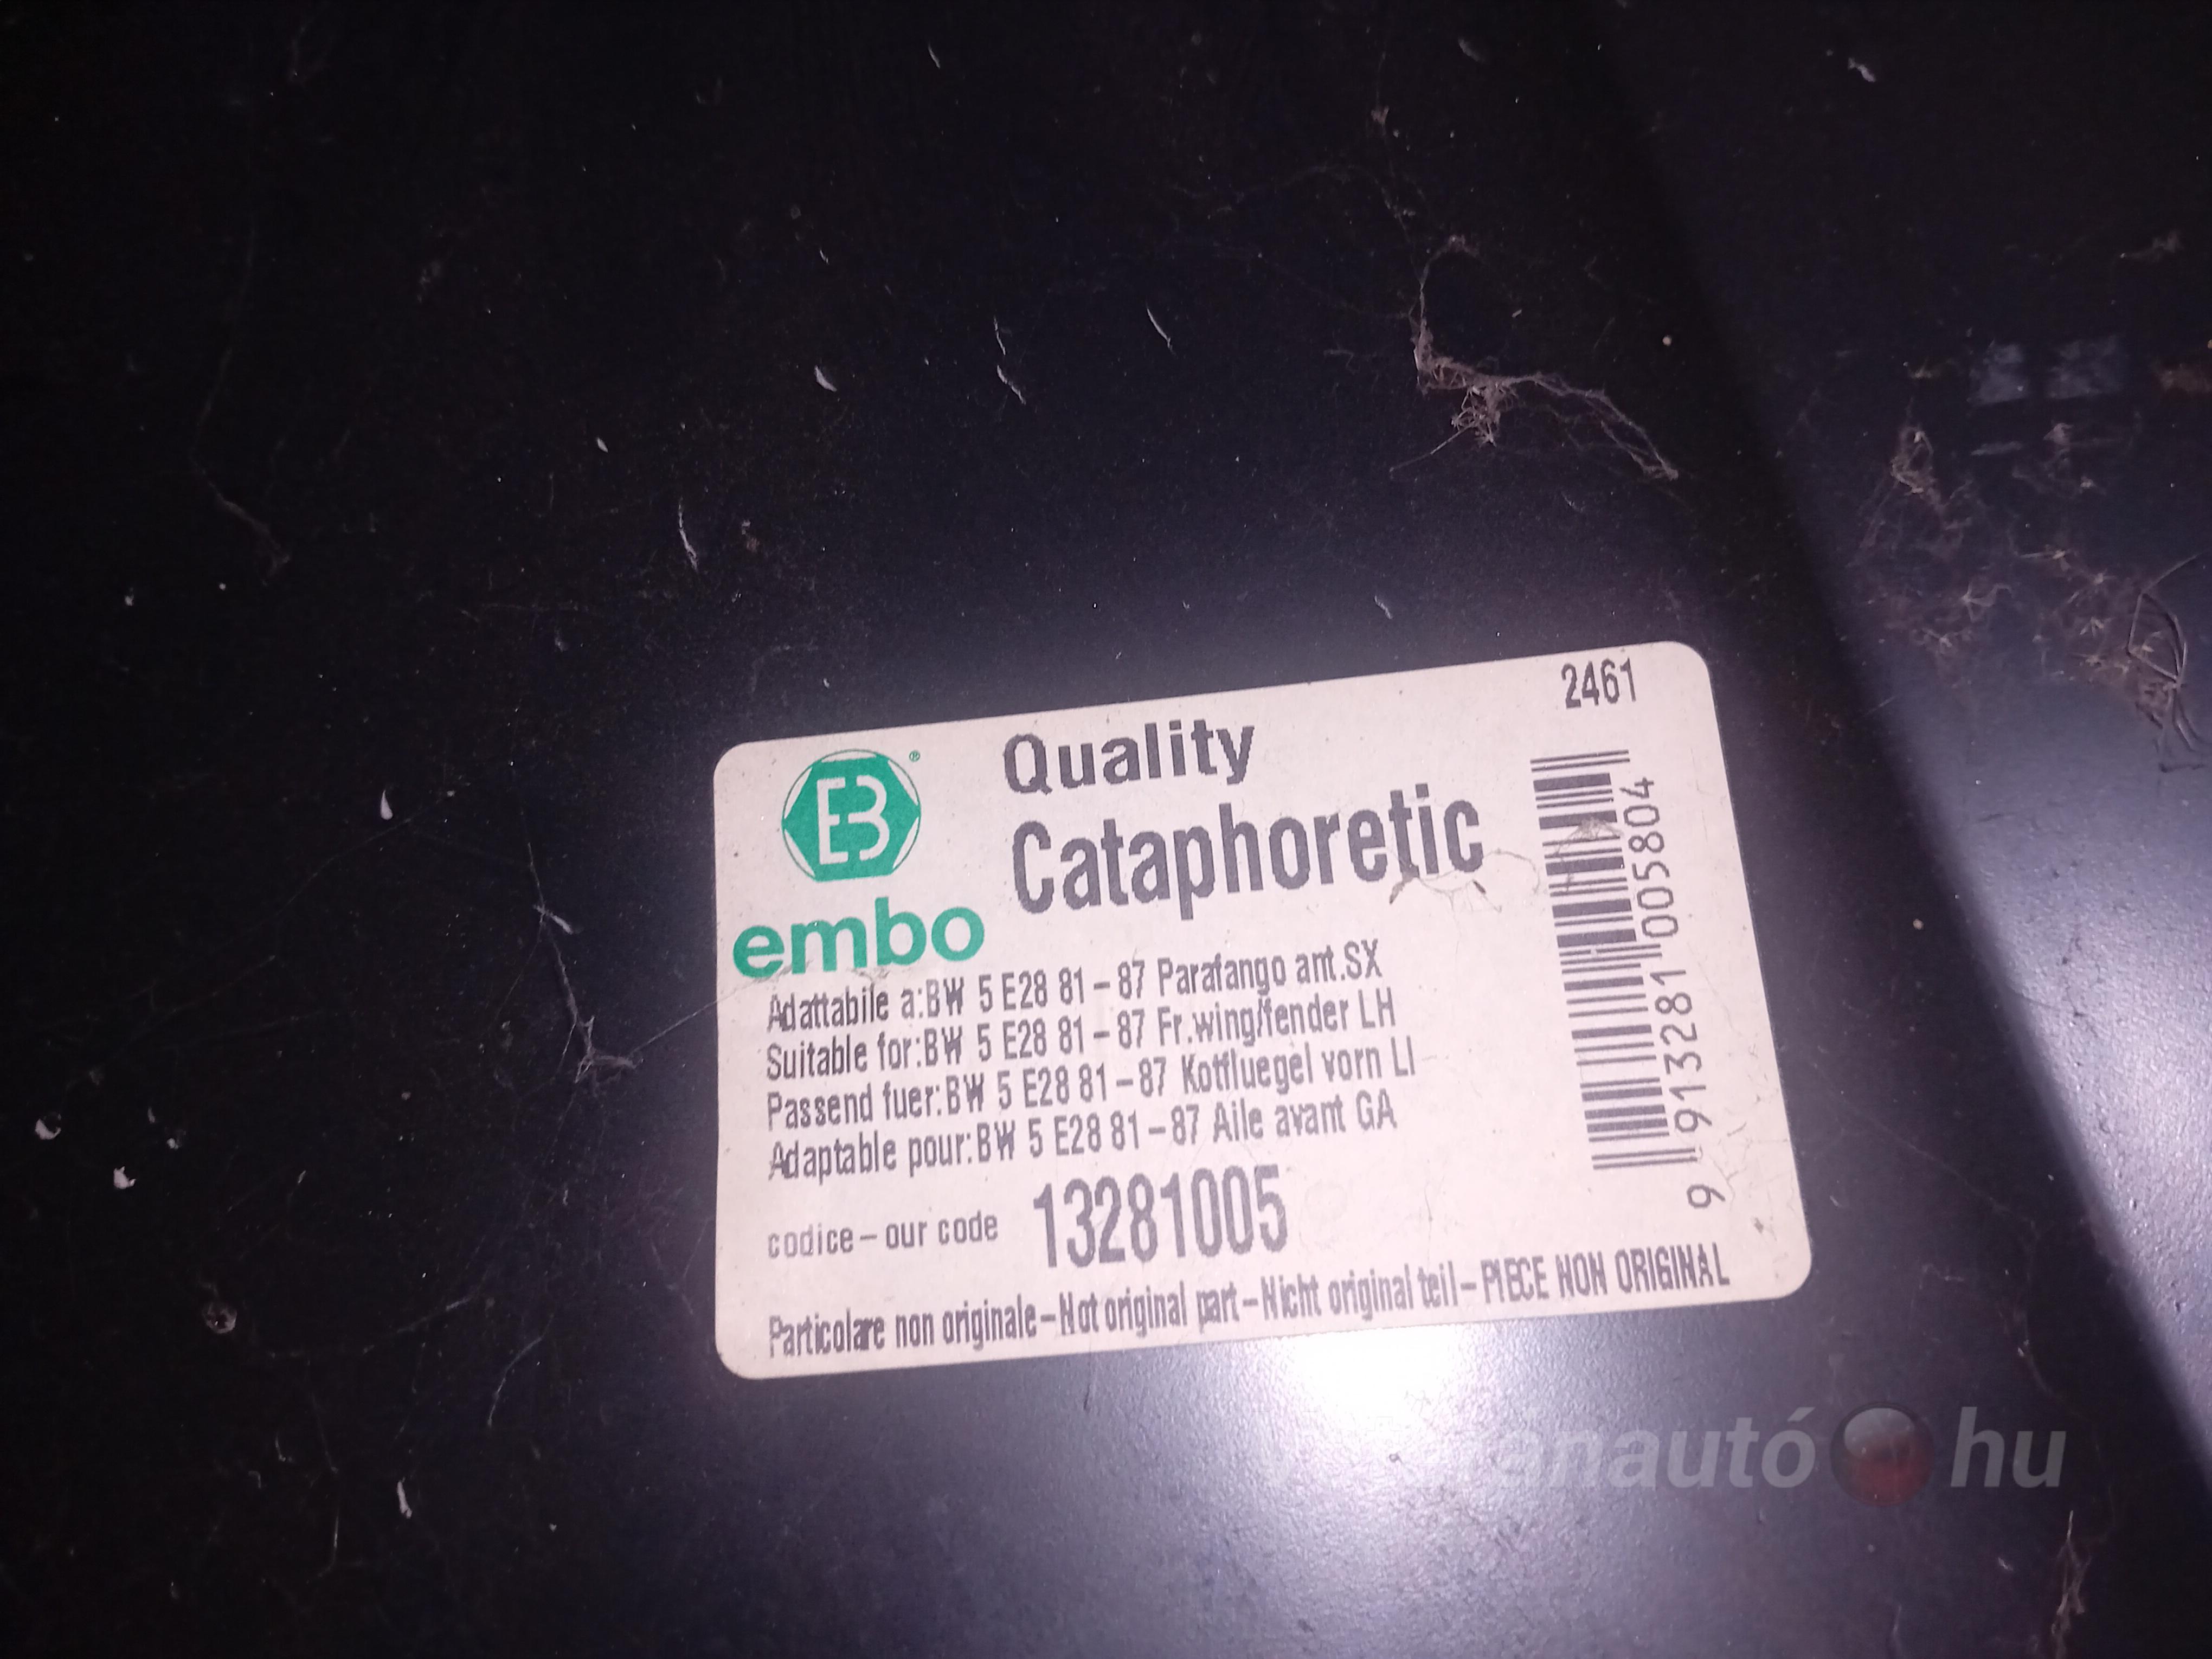 2461
EB®
Quality
Cataphoretic
embo
Adattabile a:BW 5 E28 81-87 Parafango ant.SX
Suitable for:BW 5 E28 81-87 Fr.wing/fender LH
Passend fuer:BW 5 E28 81-87 Kotfluegel vorn LI
Adaptable pour:BW 5 E28 81-87 Aile avant GA
codice-our code 13281005
Particolare non originale-Not original part-Nicht original teil-PIECE NON ORIGINAL
9 913281 005804
hu